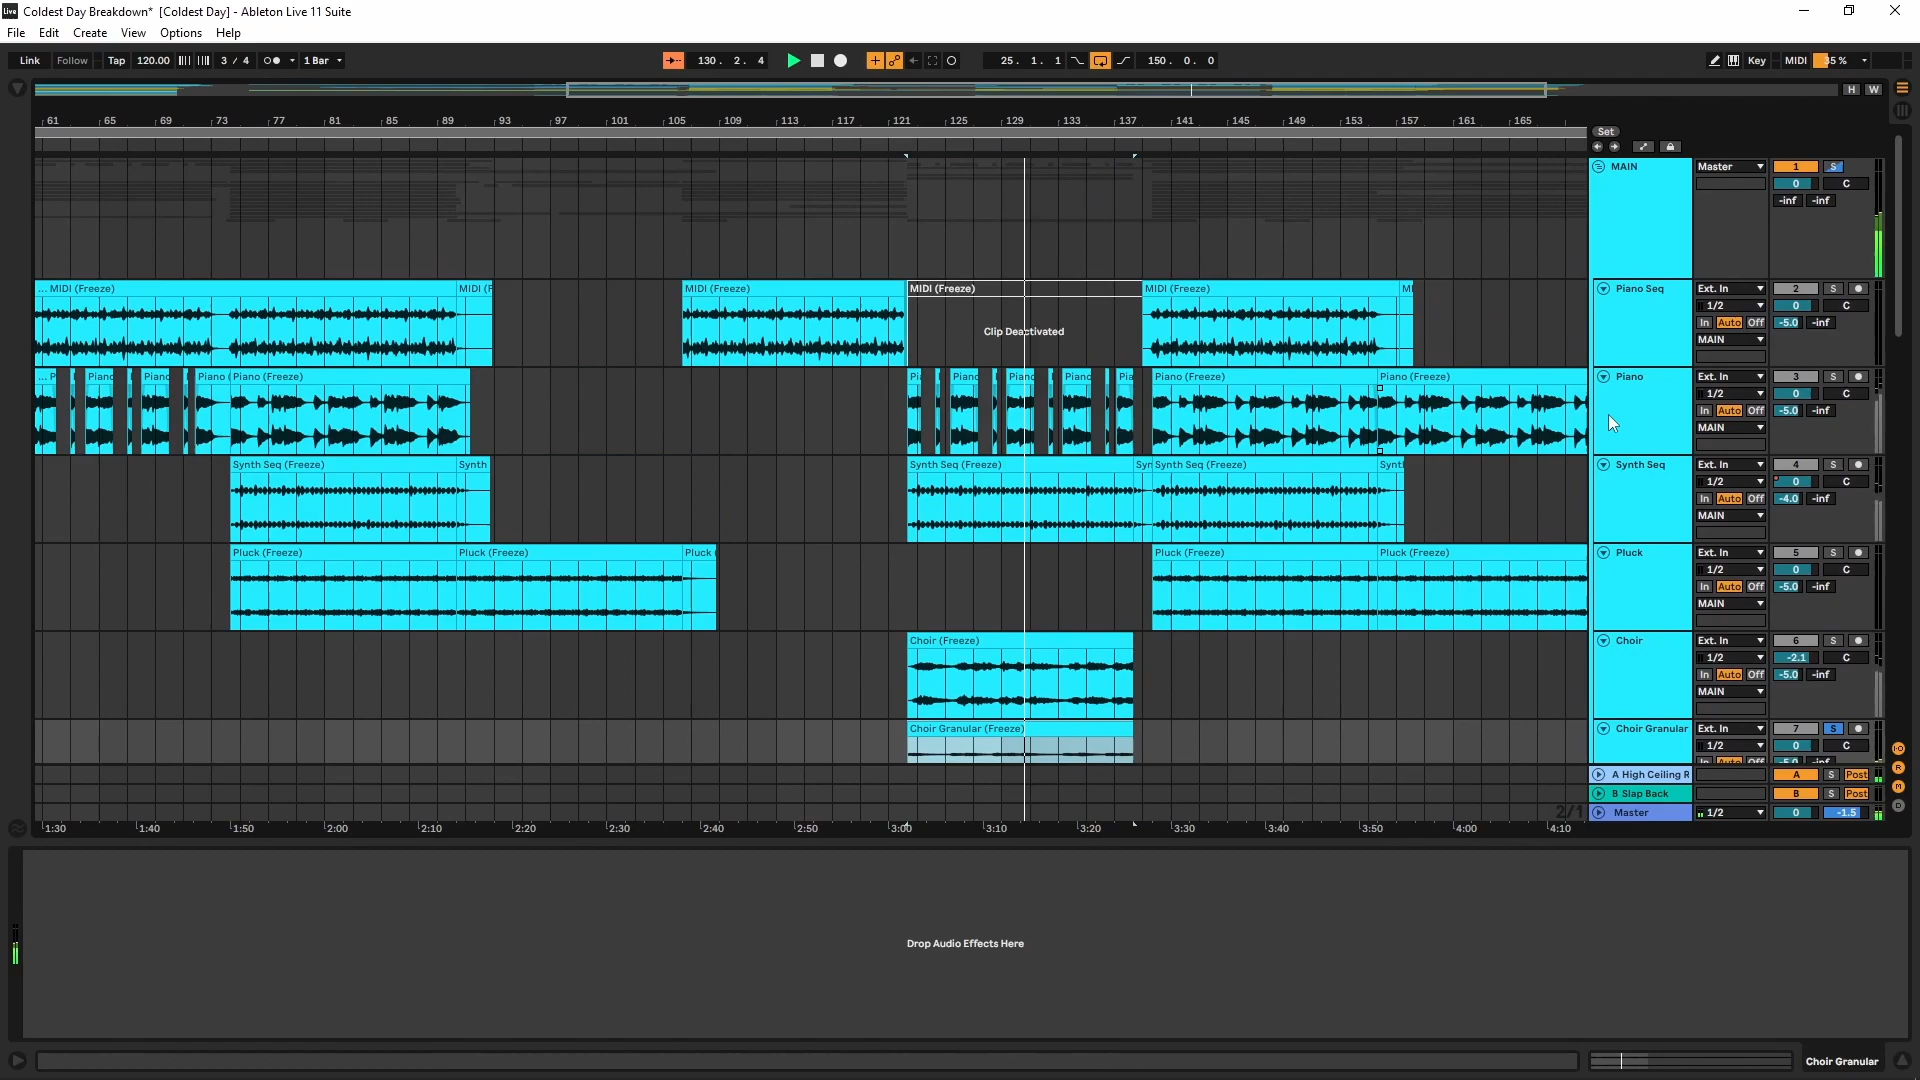 Live Coldest Day Breakdown* [Coldest Day] - Ableton Live 11 Suite
File Edit Create View Options Help
Link Follow Tap 120.00 3 / 4 1 Bar 130. 2. 4 25. 1. 1 150. 0. 0 Key MIDI 35 %
H W
61 65 69 73 77 81 85 89 93 97 101 105 109 113 117 121 125 129 133 137 141 145 149 153 157 161 165
Set
MAIN Master 1 S
0 C
-inf -inf
... MIDI (Freeze) MIDI (F MIDI (Freeze) MIDI (Freeze) MIDI (Freeze) MI Piano Seq Ext. In 2 S
1/2 0 C
In Auto Off -5.0 -inf
Clip Deactivated MAIN
... P Piano Piano Piano ( Piano (Freeze) Pi Piano Piano Piano Pia Piano (Freeze) Piano (Freeze) Piano Ext. In 3 S
1/2 0 C
In Auto Off -5.0 -inf
MAIN
Synth Seq (Freeze) Synth Synth Seq (Freeze) Syn Synth Seq (Freeze) Synth Synth Seq Ext. In 4 S
1/2 0 C
In Auto Off -4.0 -inf
MAIN
Pluck (Freeze) Pluck (Freeze) Pluck ( Pluck (Freeze) Pluck (Freeze) Pluck Ext. In 5 S
1/2 0 C
In Auto Off -5.0 -inf
MAIN
Choir (Freeze) Choir Ext. In 6 S
1/2 -2.1 C
In Auto Off -5.0 -inf
MAIN
Choir Granular (Freeze) Choir Granular Ext. In 7 S
1/2 0 C
In Auto Off -5.0 -inf
A High Ceiling R A S Post
B Slap Back B S Post
2/1 Master 1/2 0 -1.5
1:30 1:40 1:50 2:00 2:10 2:20 2:30 2:40 2:50 3:00 3:10 3:20 3:30 3:40 3:50 4:00 4:10
I·O
R
M
D
Drop Audio Effects Here
Choir Granular